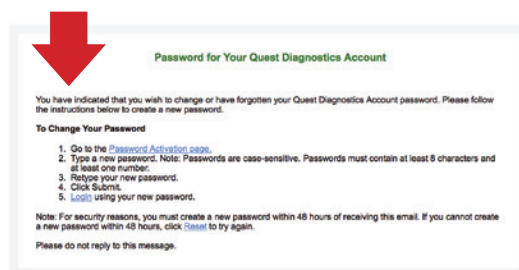 Password for Your Quest Diagnostics Account
You have indicated that you wish to change or have forgotten your Quest Diagnostics Account password. Please follow
the instructions below to create a new password.
To Change Your Password
1. Go to the Password Activation page.
2. Type a new password. Note: Passwords are case-sensitive. Passwords must contain at least 8 characters and
at least one number.
3. Retype your new password.
4. Click Submit.
5. Login using your new password.
Note: For security reasons, you must create a new password within 48 hours of receiving this email. If you cannot create
a new password within 48 hours, click Reset to try again.
Please do not reply to this message.